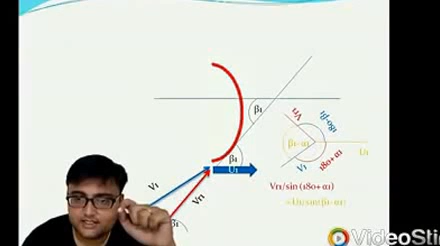 β1
β1
U1
V1
Vr1
β1
Vr1
180-β1
β1-α1
U1
V1
180+α1
Vr1/sin (180+ α1)
=U1/sin(β1-α1)
VideoSti